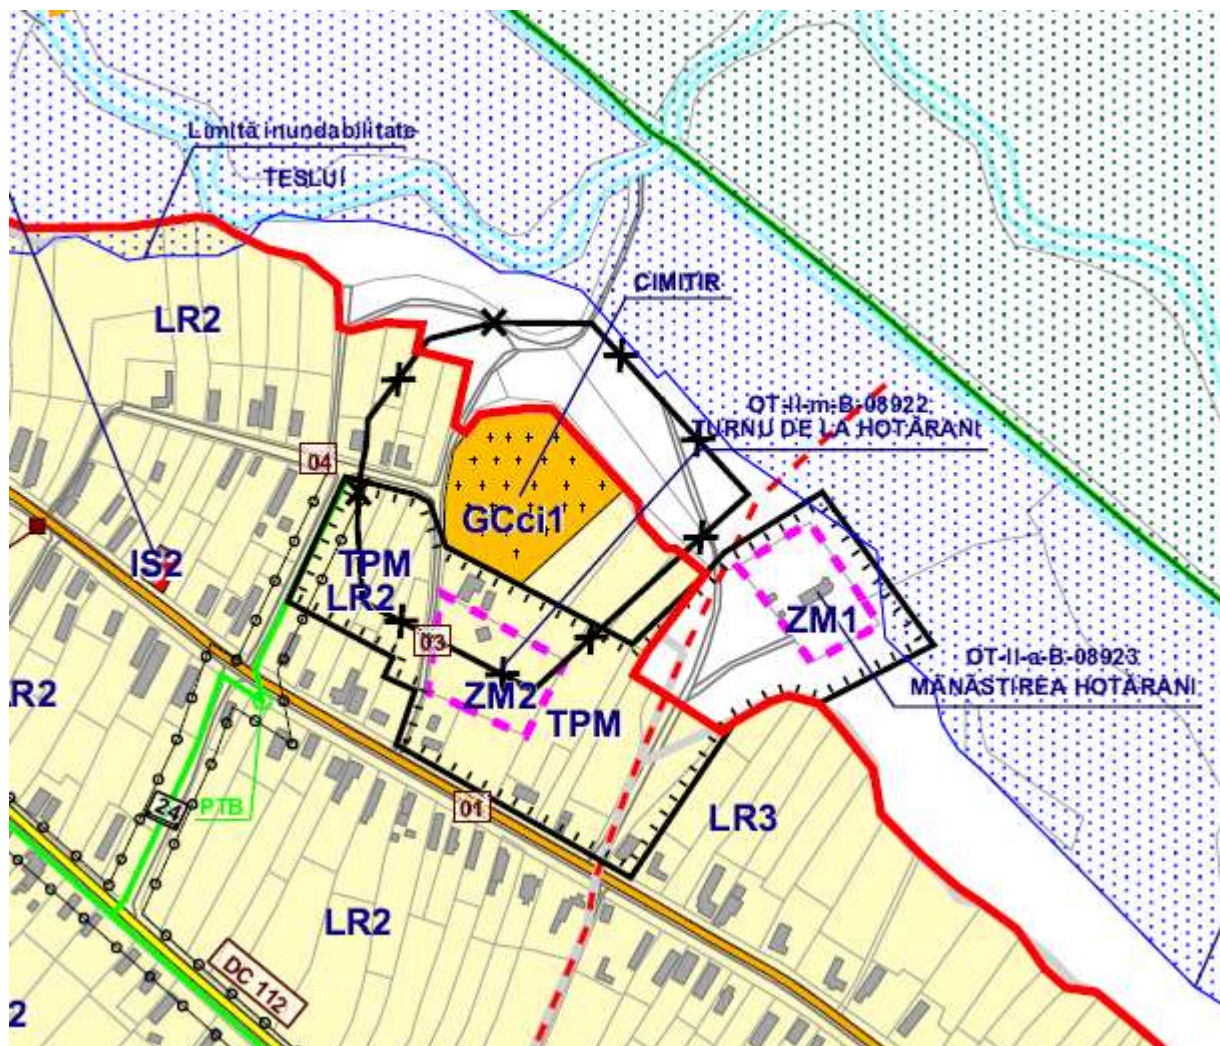 Limită inundabilitate
TESLUI
CIMITIR
LR2
OT-II-m-B-08922
TURNU DE LA HOTĂRANI
04
GCci1
IS2
TPM
LR2
03
ZM1
OT-II-a-B-08923
MĂNĂSTIREA HOTĂRANI
R2
ZM2
TPM
24
PTB
01
LR3
LR2
DC 112
2